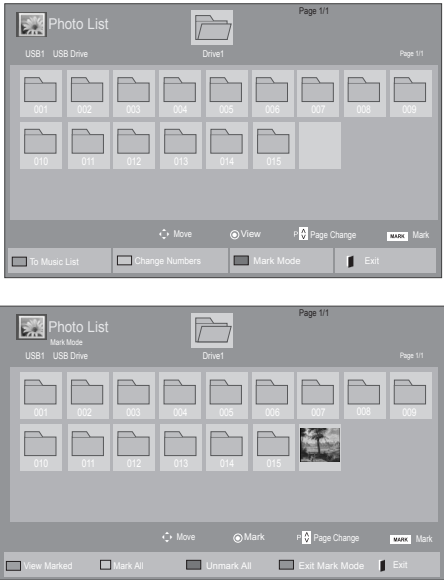 Page 1/1
Photo List
USB1 USB Drive Drive1 Page 1/1
001 002 003 004 005 006 007 008 009
010 011 012 013 014 015
Move View P Page Change MARK Mark
To Music List Change Numbers Mark Mode Exit
Page 1/1
Photo List
Mark Mode
USB1 USB Drive Drive1 Page 1/1
001 002 003 004 005 006 007 008 009
010 011 012 013 014 015
Move Mark P Page Change MARK Mark
View Marked Mark All Unmark All Exit Mark Mode Exit